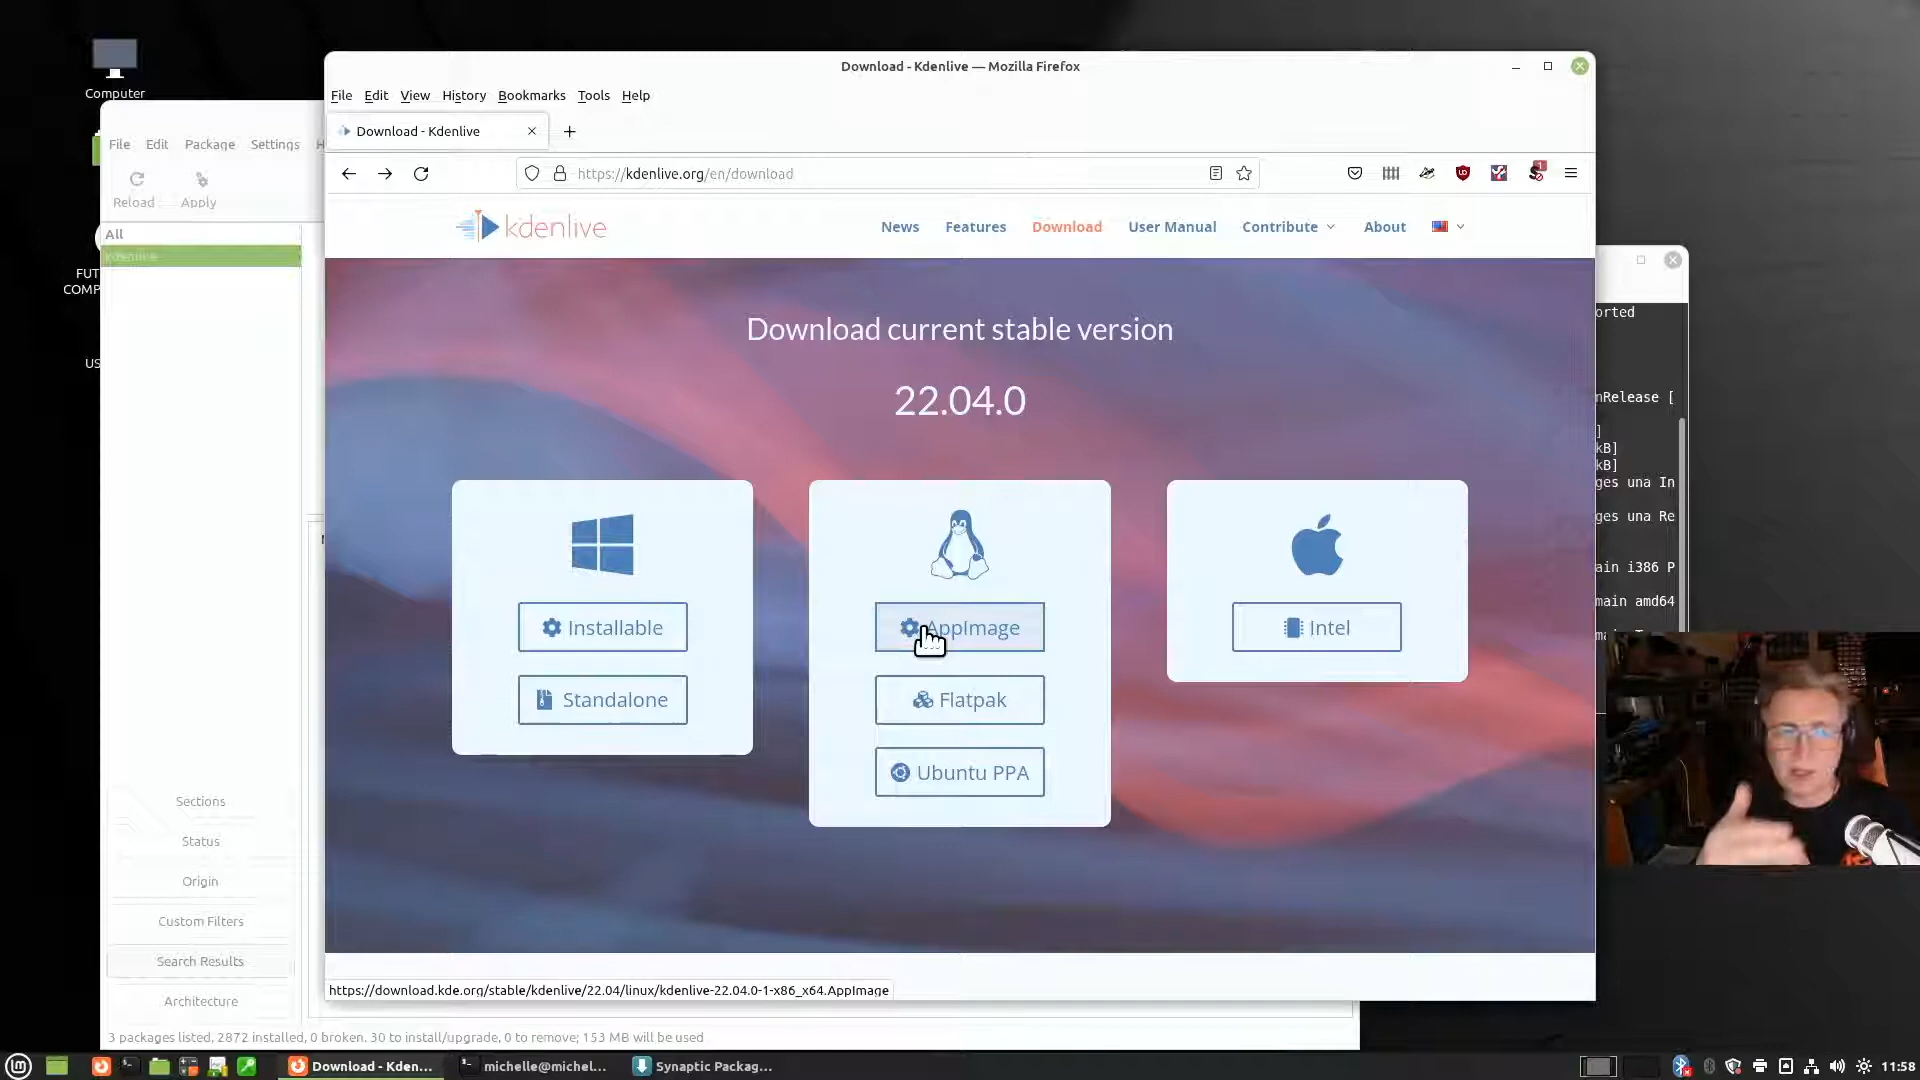 Computer
Download - Kdenlive — Mozilla Firefox
File Edit View History Bookmarks Tools Help
Download - Kdenlive
https://kdenlive.org/en/download
kdenlive
News Features Download User Manual Contribute About
Download current stable version
22.04.0
Installable
Standalone
AppImage
Flatpak
Ubuntu PPA
Intel
https://download.kde.org/stable/kdenlive/22.04/linux/kdenlive-22.04.0-1-x86_x64.AppImage
File Edit Package Settings H
Reload Apply
All
kdenlive
FUT
COMP
US
Sections
Status
Origin
Custom Filters
Search Results
Architecture
3 packages listed, 2872 installed, 0 broken. 30 to install/upgrade, 0 to remove; 153 MB will be used
orted
nRelease [
]
kB]
kB]
ges una In
ges una Re
ain i386 P
main amd64
Download - Kden...
michelle@michel...
Synaptic Packag...
11:58